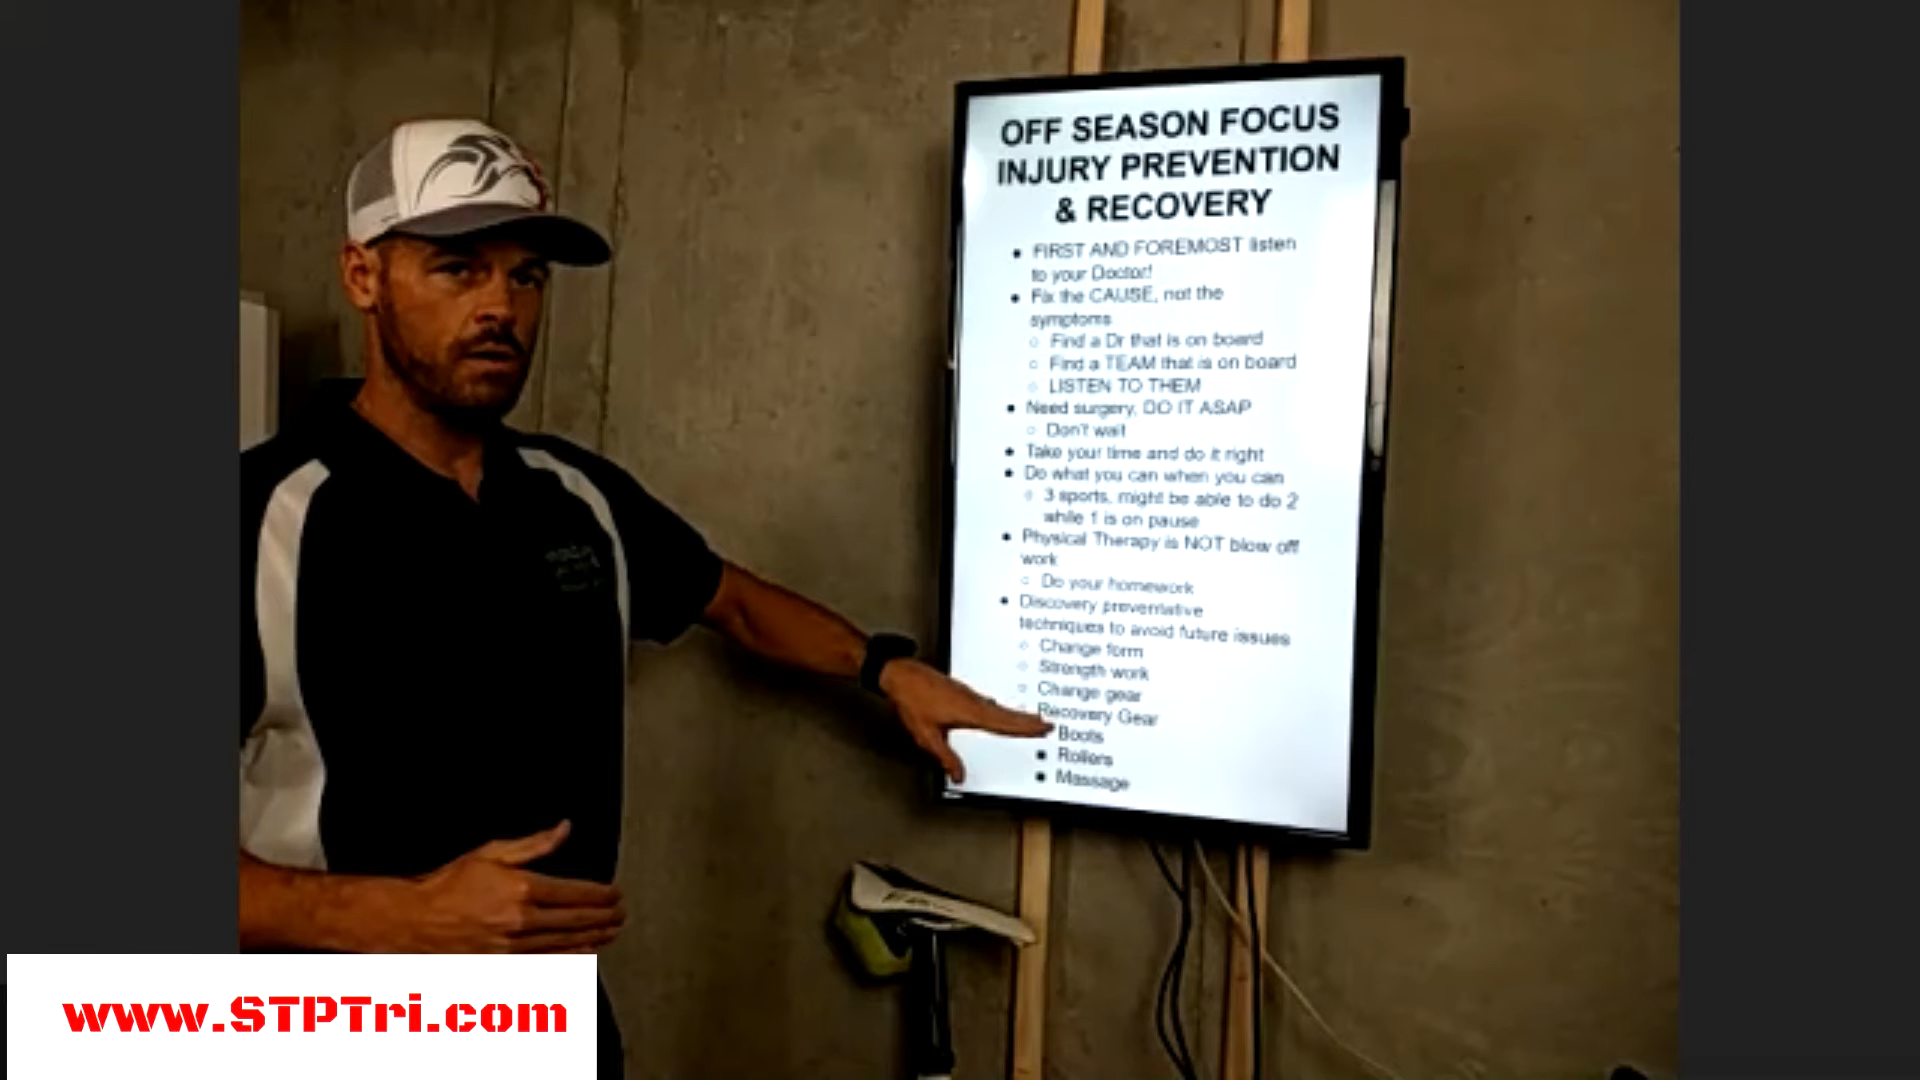 OFF SEASON FOCUS
INJURY PREVENTION
& RECOVERY
● FIRST AND FOREMOST listen
to your Doctor!
● Fix the CAUSE, not the
symptoms
○ Find a Dr that is on board
○ Find a TEAM that is on board
○ LISTEN TO THEM
● Need surgery, DO IT ASAP
○ Don't wait
● Take your time and do it right
● Do what you can when you can
○ 3 sports, might be able to do 2
while 1 is on pause
● Physical Therapy is NOT blow off
work
○ Do your homework
● Discovery preventative
techniques to avoid future issues
○ Change form
○ Strength work
○ Change gear
○ Recovery Gear
Boots
■ Rollers
■ Massage
www.STPTri.com